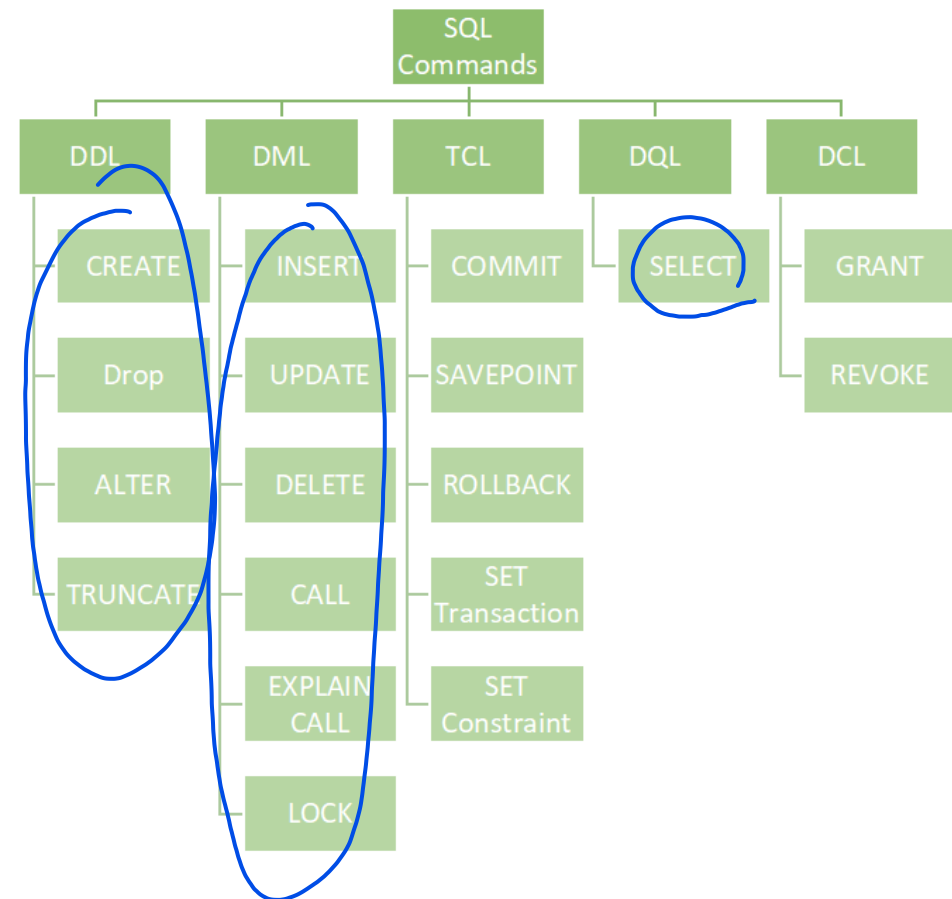 SQL
Commands
DDL
DML
TCL
DQL
DCL
CREATE
Drop
ALTER
TRUNCATE
INSERT
UPDATE
DELETE
CALL
EXPLAIN
CALL
LOCK
COMMIT
SAVEPOINT
ROLLBACK
SET
Transaction
SET
Constraint
SELECT
GRANT
REVOKE